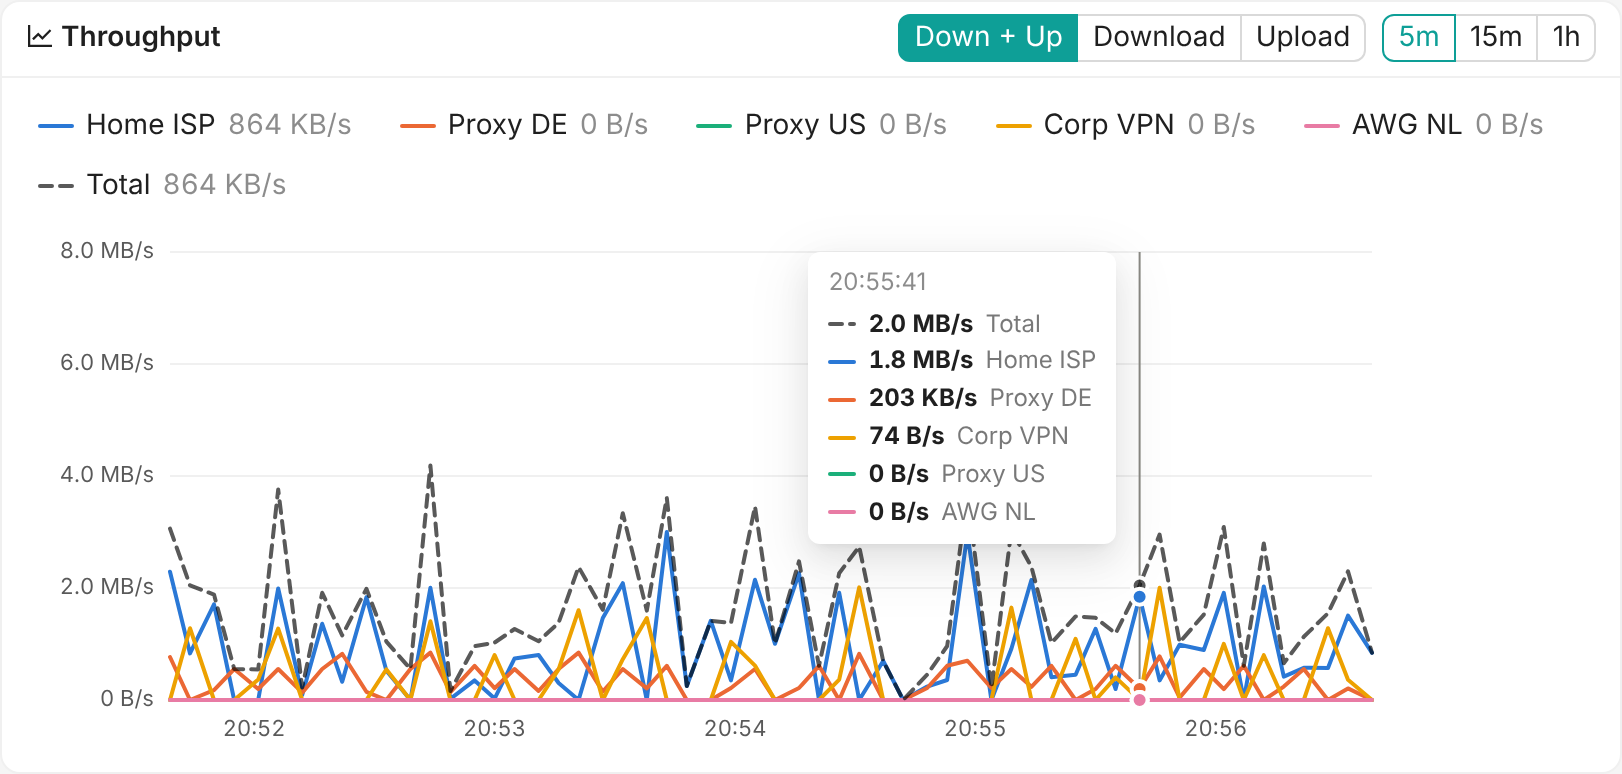 Throughput
Down + Up Download Upload 5m 15m 1h
Home ISP 864 KB/s Proxy DE 0 B/s Proxy US 0 B/s Corp VPN 0 B/s AWG NL 0 B/s
Total 864 KB/s
8.0 MB/s
6.0 MB/s
4.0 MB/s
2.0 MB/s
0 B/s
20:55:41
2.0 MB/s Total
1.8 MB/s Home ISP
203 KB/s Proxy DE
74 B/s Corp VPN
0 B/s Proxy US
0 B/s AWG NL
20:52 20:53 20:54 20:55 20:56